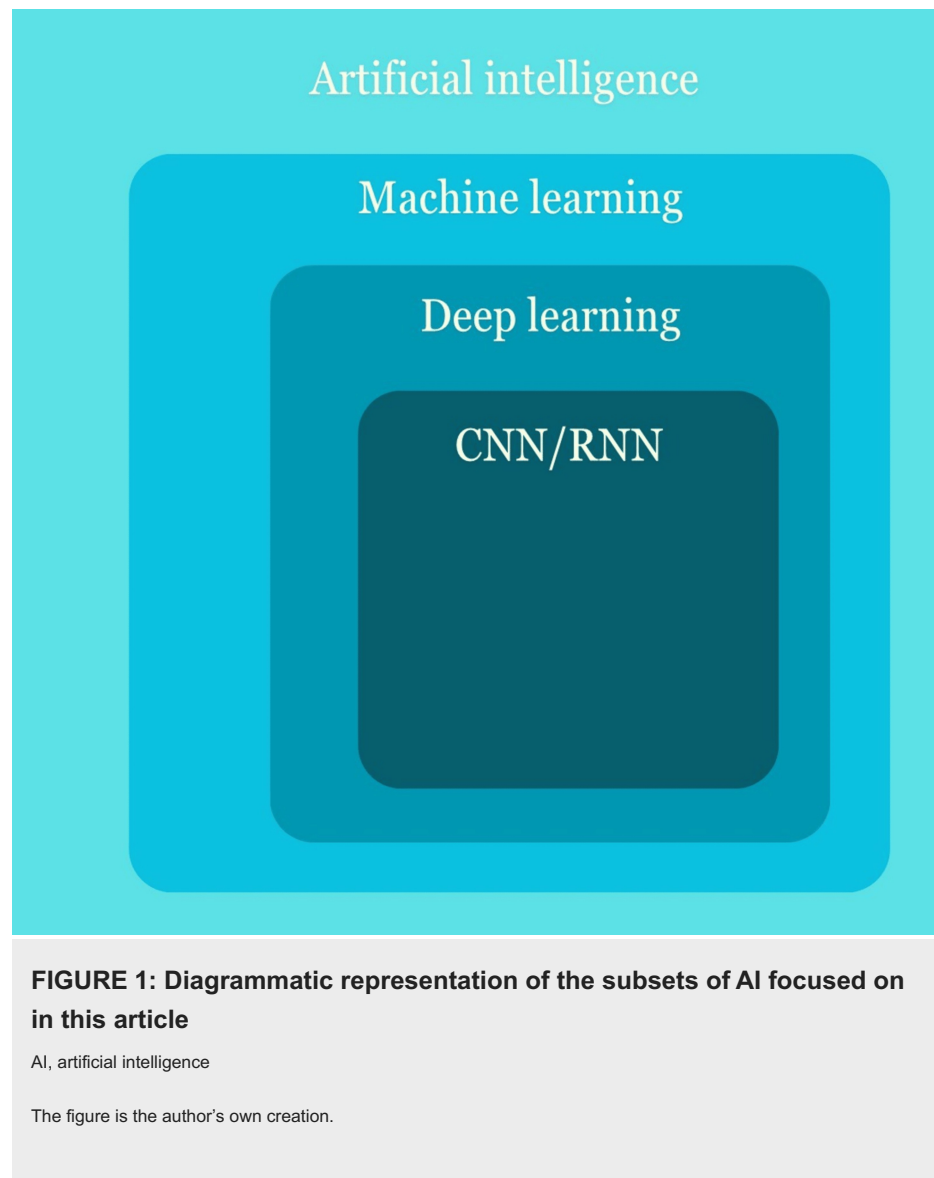 Artificial intelligence
Machine learning
Deep learning
CNN/RNN
FIGURE 1: Diagrammatic representation of the subsets of AI focused on
in this article
AI, artificial intelligence
The figure is the author’s own creation.